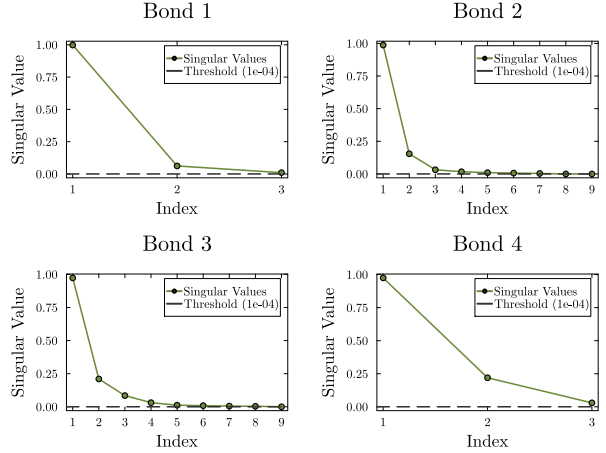 Bond 1
Singular Value
1.00
0.75
0.50
0.25
0.00
Singular Values
Threshold (1e-04)
1 2 3
Index
Bond 2
Singular Value
1.00
0.75
0.50
0.25
0.00
Singular Values
Threshold (1e-04)
1 2 3 4 5 6 7 8 9
Index
Bond 3
Singular Value
1.00
0.75
0.50
0.25
0.00
Singular Values
Threshold (1e-04)
1 2 3 4 5 6 7 8 9
Index
Bond 4
Singular Value
1.00
0.75
0.50
0.25
0.00
Singular Values
Threshold (1e-04)
1 2 3
Index